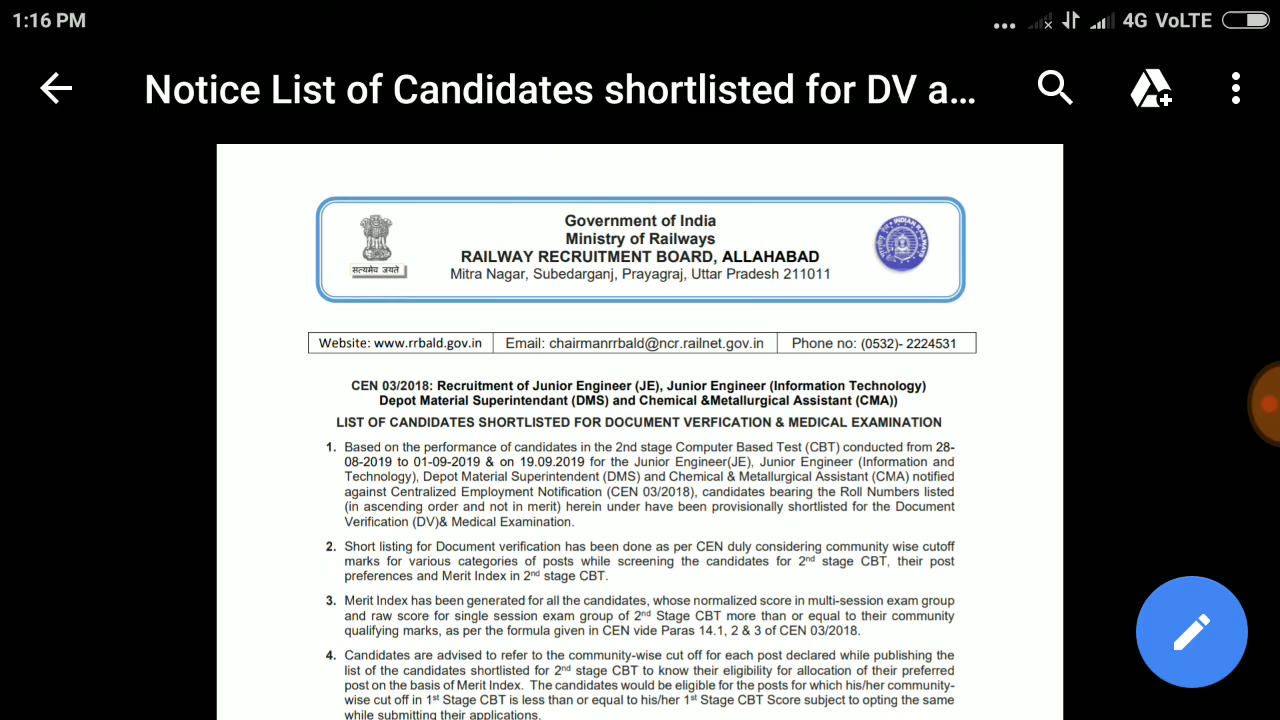 1:16 PM
4G VoLTE
Notice List of Candidates shortlisted for DV a...
Government of India
Ministry of Railways
RAILWAY RECRUITMENT BOARD, ALLAHABAD
Mitra Nagar, Subedarganj, Prayagraj, Uttar Pradesh 211011
सत्यमेव जयते
Website: www.rrbald.gov.in Email: chairmanrrbald@ncr.railnet.gov.in Phone no: (0532)- 2224531
CEN 03/2018: Recruitment of Junior Engineer (JE), Junior Engineer (Information Technology)
Depot Material Superintendant (DMS) and Chemical &Metallurgical Assistant (CMA))
LIST OF CANDIDATES SHORTLISTED FOR DOCUMENT VERFICATION & MEDICAL EXAMINATION
1. Based on the performance of candidates in the 2nd stage Computer Based Test (CBT) conducted from 28-
08-2019 to 01-09-2019 & on 19.09.2019 for the Junior Engineer(JE), Junior Engineer (Information and
Technology), Depot Material Superintendent (DMS) and Chemical & Metallurgical Assistant (CMA) notified
against Centralized Employment Notification (CEN 03/2018), candidates bearing the Roll Numbers listed
(in ascending order and not in merit) herein under have been provisionally shortlisted for the Document
Verification (DV)& Medical Examination.
2. Short listing for Document verification has been done as per CEN duly considering community wise cutoff
marks for various categories of posts while screening the candidates for 2nd stage CBT, their post
preferences and Merit Index in 2nd stage CBT.
3. Merit Index has been generated for all the candidates, whose normalized score in multi-session exam group
and raw score for single session exam group of 2nd Stage CBT more than or equal to their community
qualifying marks, as per the formula given in CEN vide Paras 14.1, 2 & 3 of CEN 03/2018.
4. Candidates are advised to refer to the community-wise cut off for each post declared while publishing the
list of the candidates shortlisted for 2nd stage CBT to know their eligibility for allocation of their preferred
post on the basis of Merit Index. The candidates would be eligible for the posts for which his/her community-
wise cut off in 1st Stage CBT is less than or equal to his/her 1st Stage CBT Score subject to opting the same
while submitting their applications.